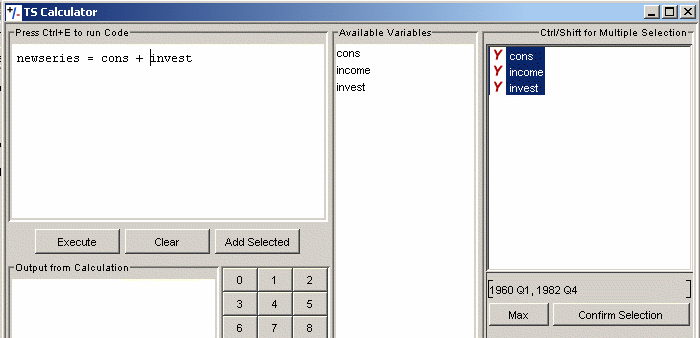 TS Calculator
Press Ctrl+E to run Code
newseries = cons + invest
Execute
Clear
Add Selected
Output from Calculation
0 1 2
3 4 5
6 7 8
Available Variables
cons
income
invest
Ctrl/Shift for Multiple Selection
Y cons
Y income
Y invest
[1960 Q1, 1982 Q4]
Max
Confirm Selection